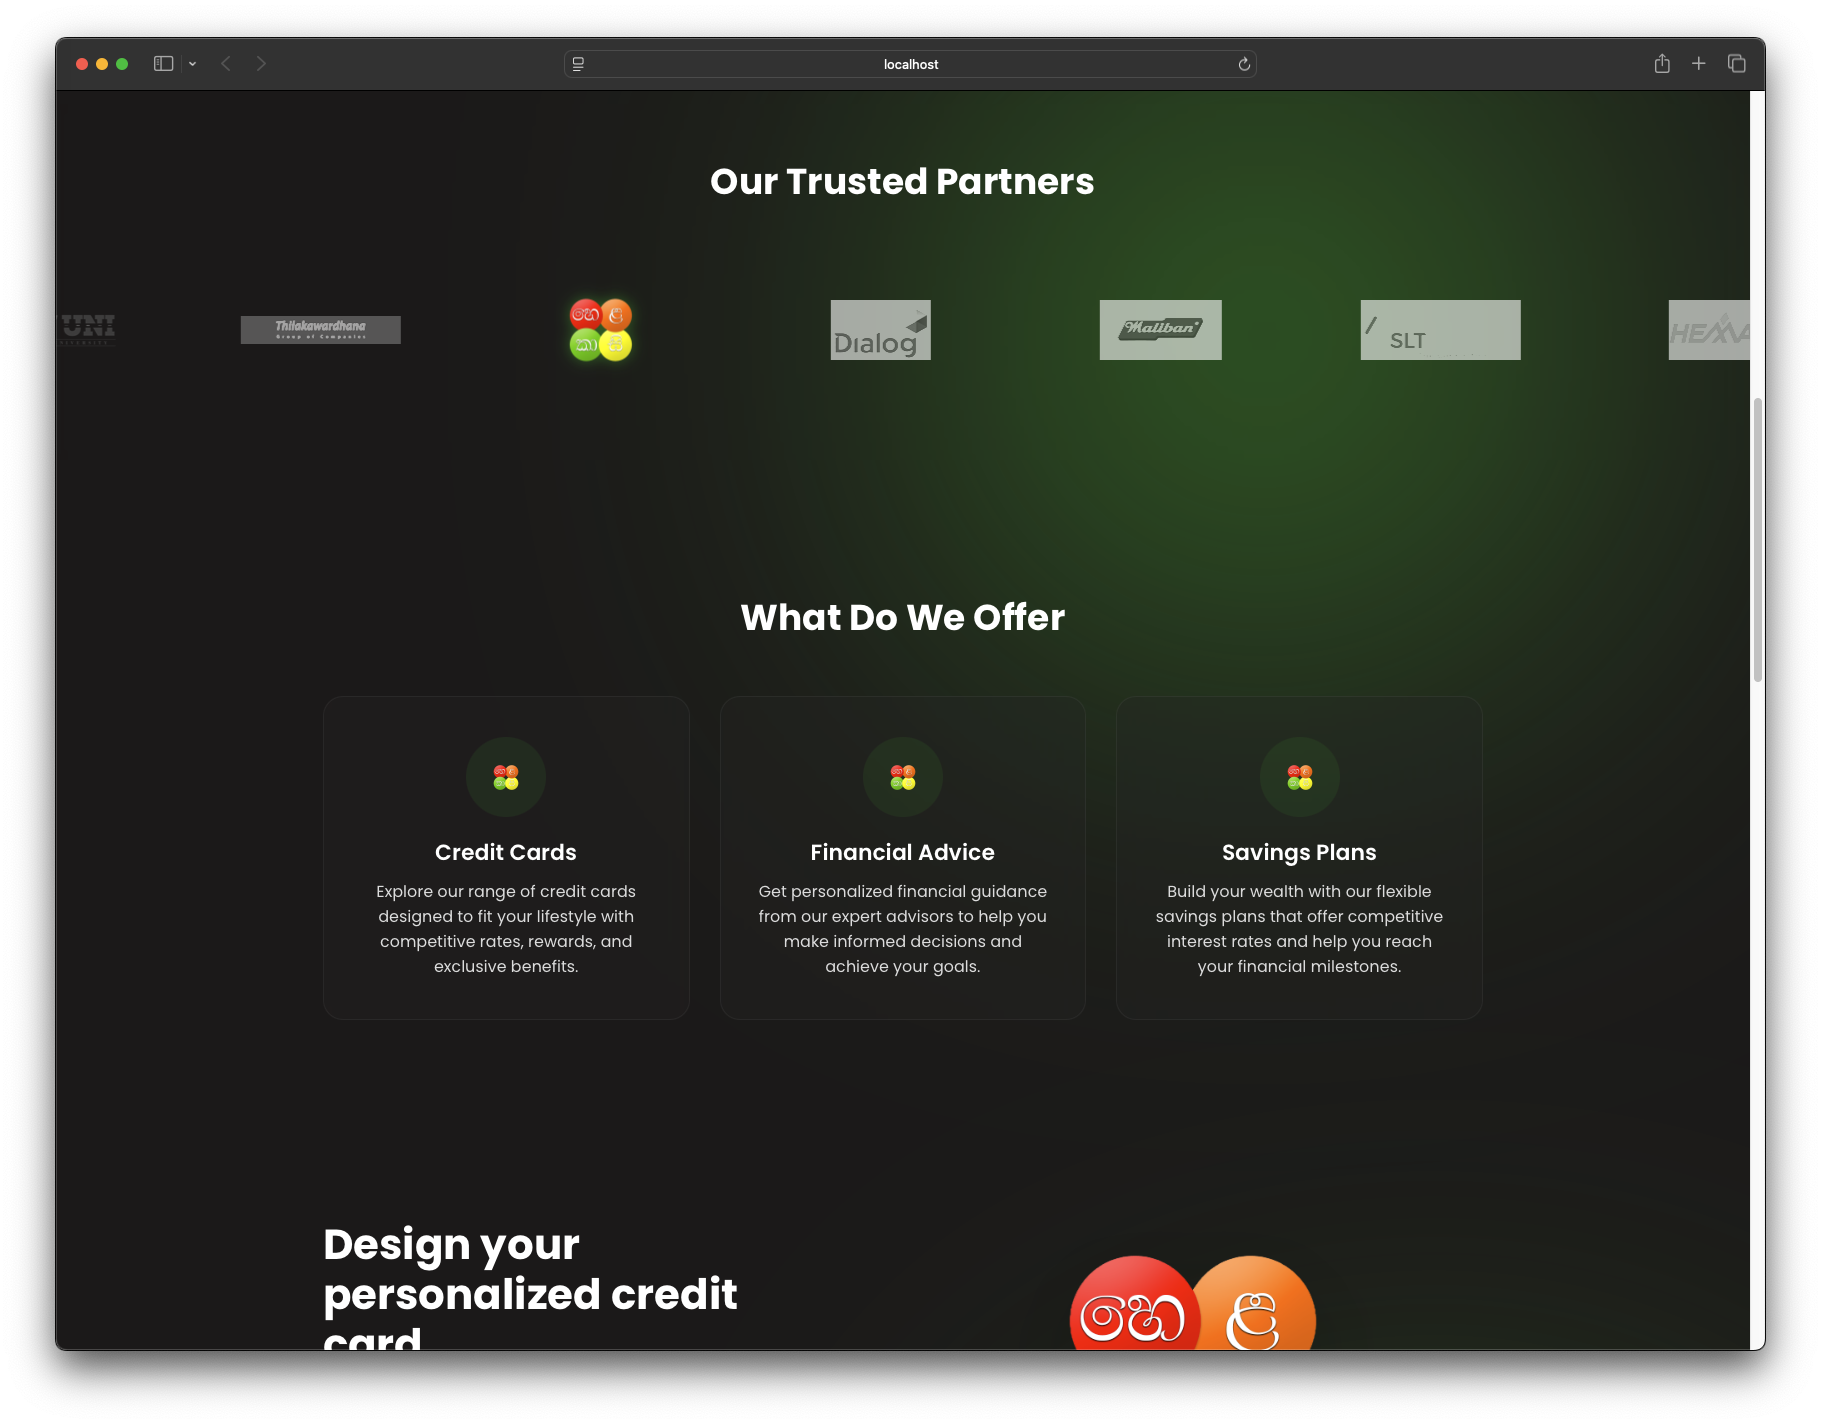 localhost
Our Trusted Partners
UNI
Thilakawardhana
Group of Companies
හෙ ළ
කා සි
Dialog
Maliban
SLT
HEMA
What Do We Offer
Credit Cards
Explore our range of credit cards
designed to fit your lifestyle with
competitive rates, rewards, and
exclusive benefits.
Financial Advice
Get personalized financial guidance
from our expert advisors to help you
make informed decisions and
achieve your goals.
Savings Plans
Build your wealth with our flexible
savings plans that offer competitive
interest rates and help you reach
your financial milestones.
Design your
personalized credit
card
හෙ ළ